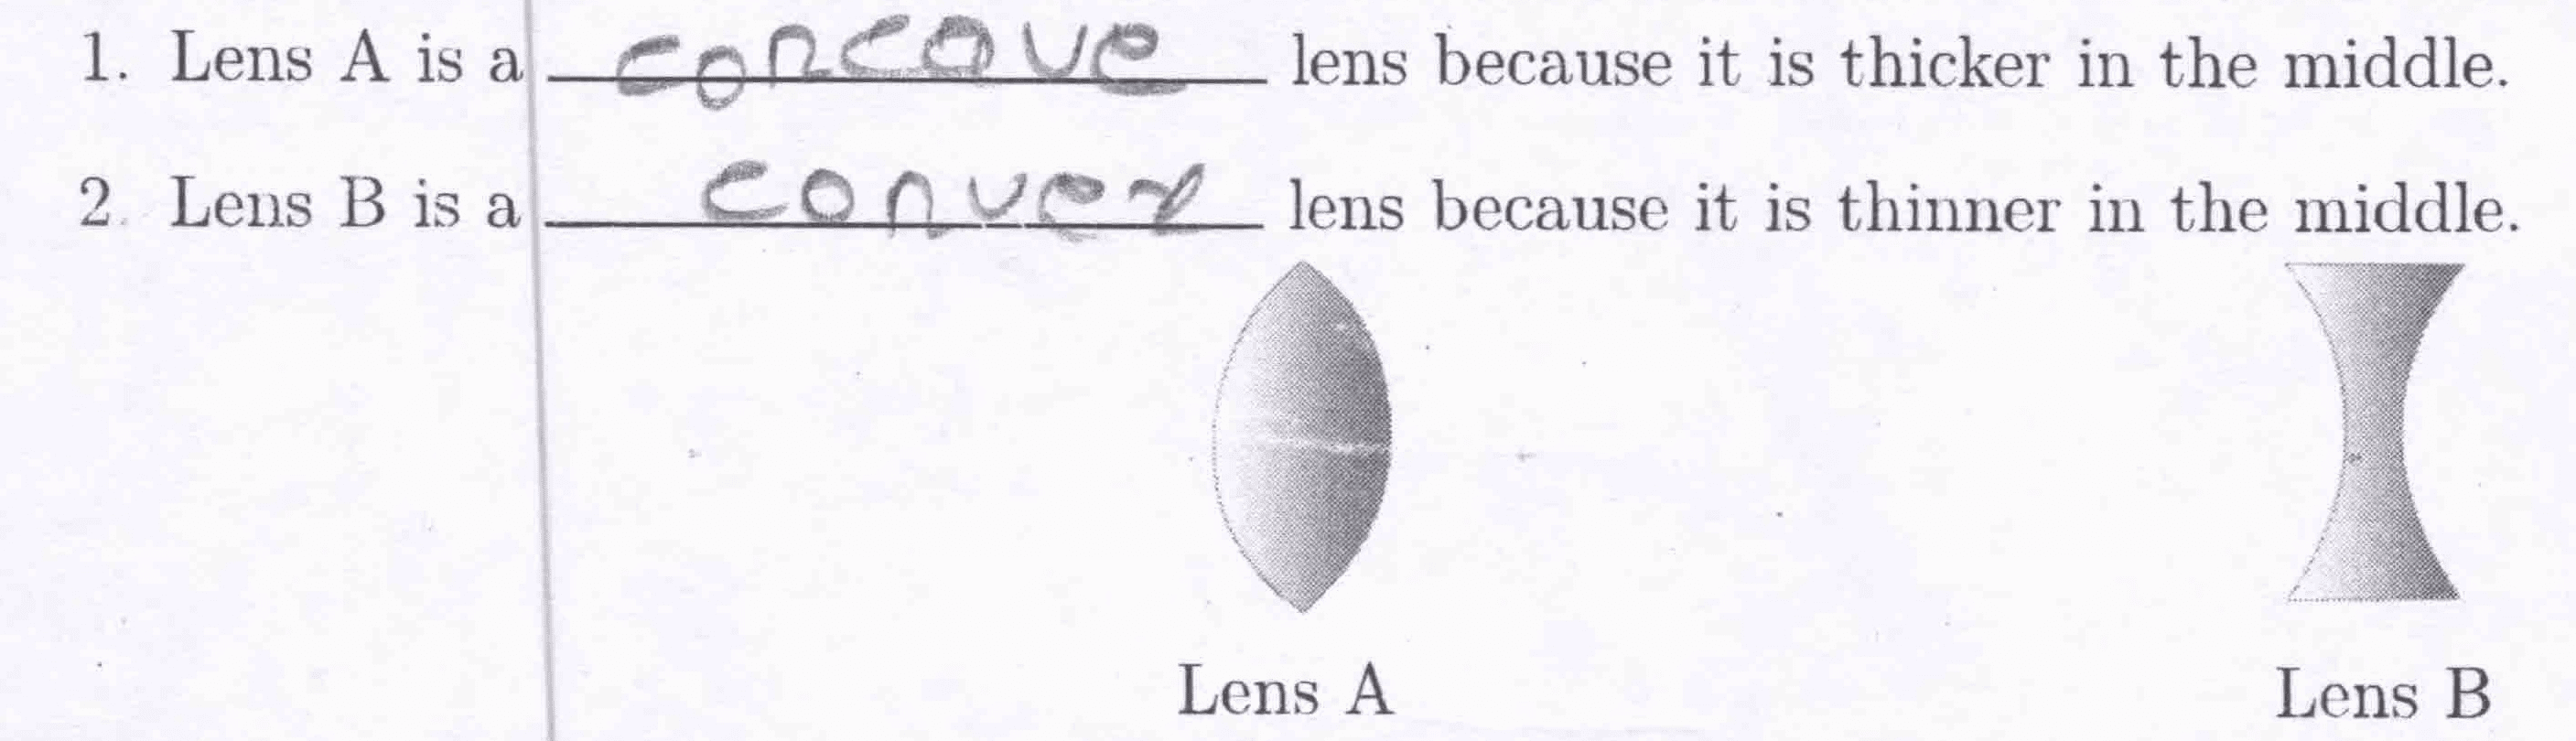 1. Lens A is a concave lens because it is thicker in the middle.
2. Lens B is a convex lens because it is thinner in the middle.
Lens A
Lens B